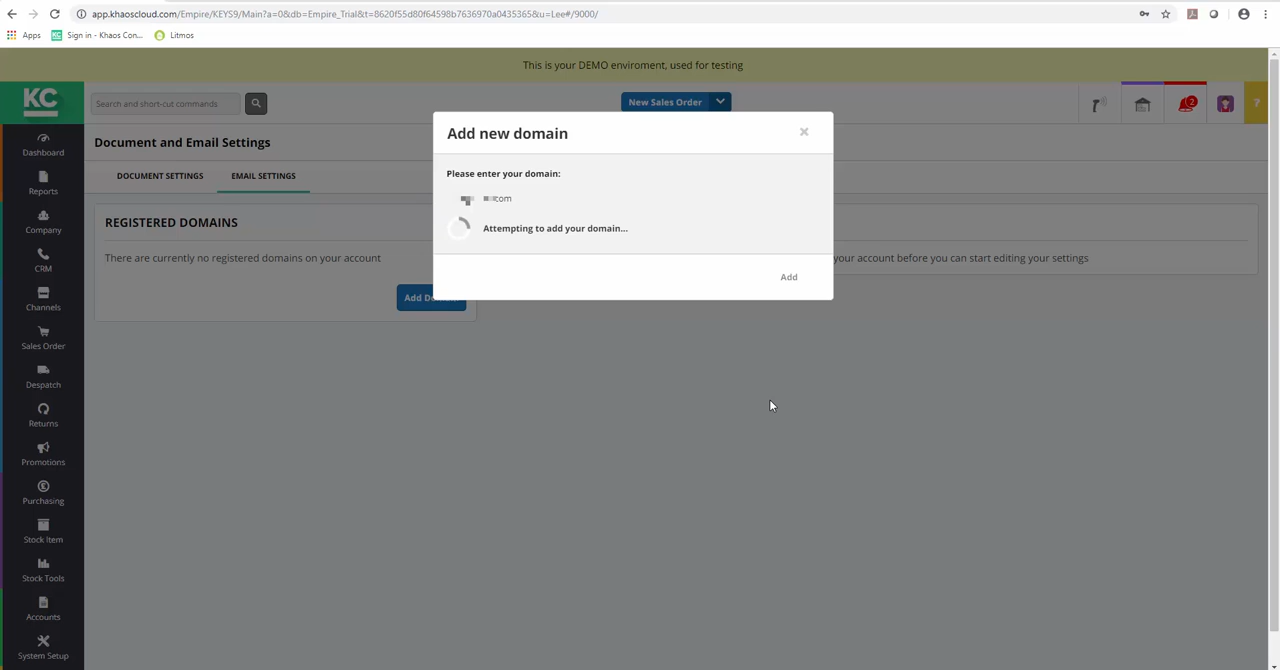 app.khaoscloud.com/Empire/KEYS9/Main?a=0&db=Empire_Trial&t=8620f55d80f64598b7636970a0435365&u=Lee#/9000/
Apps Sign in - Khaos Con... Litmos
This is your DEMO enviroment, used for testing
KC
Search and short-cut commands
New Sales Order
2
?
Document and Email Settings
DOCUMENT SETTINGS EMAIL SETTINGS
REGISTERED DOMAINS
There are currently no registered domains on your account
Add
your account before you can start editing your settings
Add new domain
×
Please enter your domain:
com
Attempting to add your domain...
Add
Dashboard
Reports
Company
CRM
Channels
Sales Order
Despatch
Returns
Promotions
Purchasing
Stock Item
Stock Tools
Accounts
System Setup